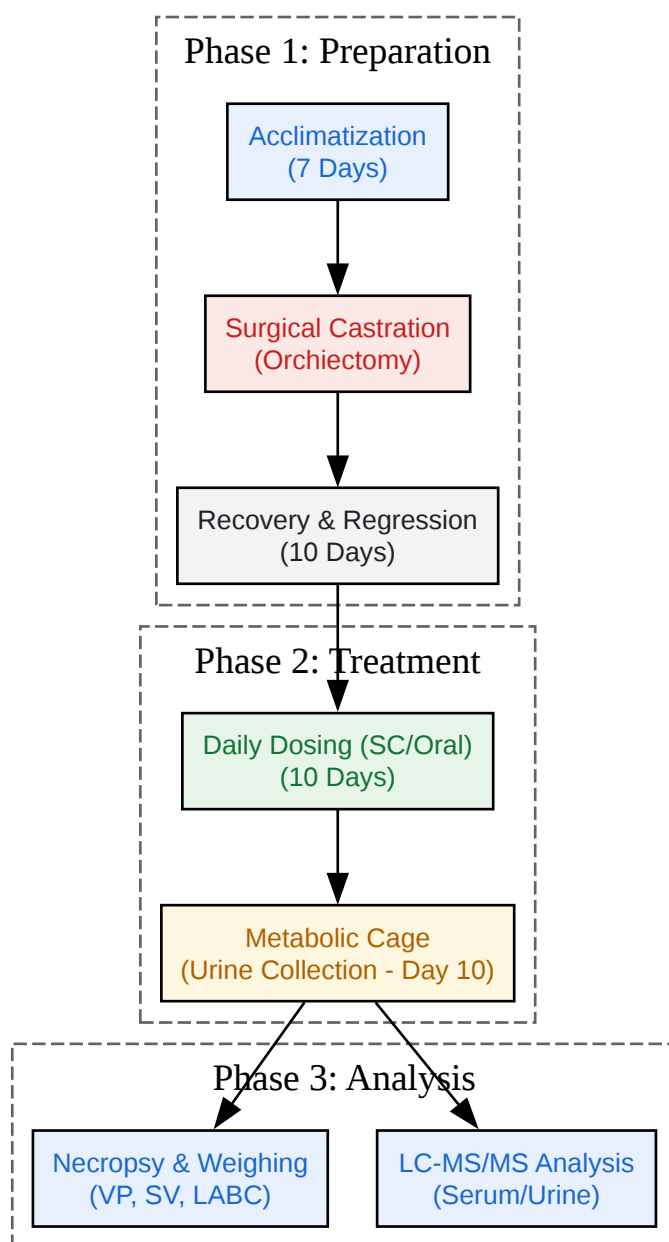 Phase 1: Preparation
Acclimatization
(7 Days)
Surgical Castration
(Orchiectomy)
Recovery & Regression
(10 Days)
Phase 2: Treatment
Daily Dosing (SC/Oral)
(10 Days)
Metabolic Cage
(Urine Collection - Day 10)
Phase 3: Analysis
Necropsy & Weighing
(VP, SV, LABC)
LC-MS/MS Analysis
(Serum/Urine)